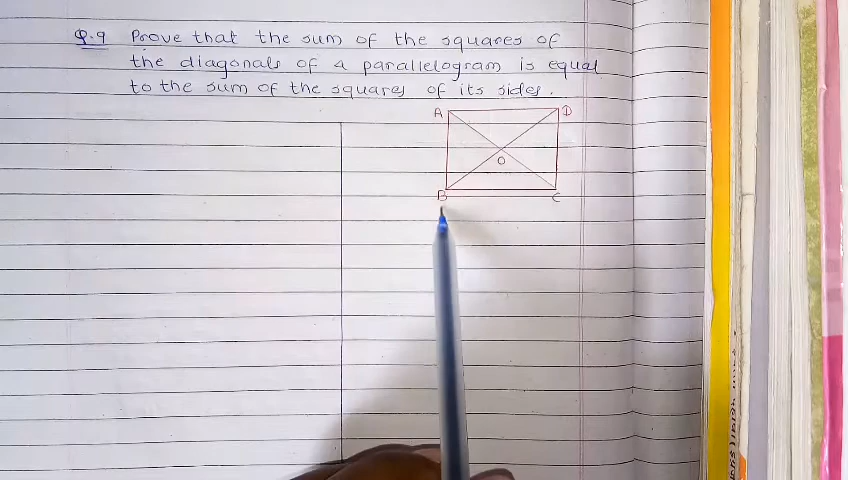 Q.9 Prove that the sum of the squares of
the diagonals of a parallelogram is equal
to the sum of the squares of its sides.
A D
O
B C